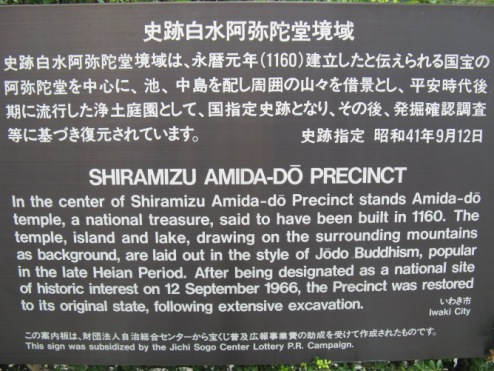 史跡白水阿弥陀堂境域
史跡白水阿弥陀堂境域は、永暦元年(1160)建立したと伝えられる国宝の
阿弥陀堂を中心に、池、中島を配し周囲の山々を借景とし、平安時代後
期に流行した浄土庭園として、国指定史跡となり、その後、発掘確認調査
等に基づき復元されています。 史跡指定 昭和41年9月12日
SHIRAMIZU AMIDA-DŌ PRECINCT
In the center of Shiramizu Amida-dō Precinct stands Amida-dō
temple, a national treasure, said to have been built in 1160. The
temple, island and lake, drawing on the surrounding mountains
as background, are laid out in the style of Jōdo Buddhism, popular
in the late Heian Period. After being designated as a national site
of historic interest on 12 September 1966, the Precinct was restored
to its original state, following extensive excavation.
いわき市
Iwaki City
この案内板は、財団法人自治総合センターから宝くじ普及広報事業費の助成を受けて作成されたものです。
This sign was subsidized by the Jichi Sogo Center Lottery P.R. Campaign.